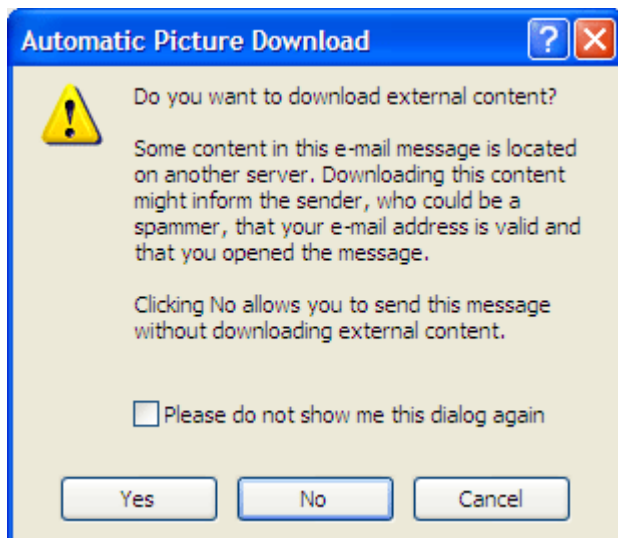 Automatic Picture Download
?
Do you want to download external content?
Some content in this e-mail message is located
on another server. Downloading this content
might inform the sender, who could be a
spammer, that your e-mail address is valid and
that you opened the message.
Clicking No allows you to send this message
without downloading external content.
Please do not show me this dialog again
Yes No Cancel